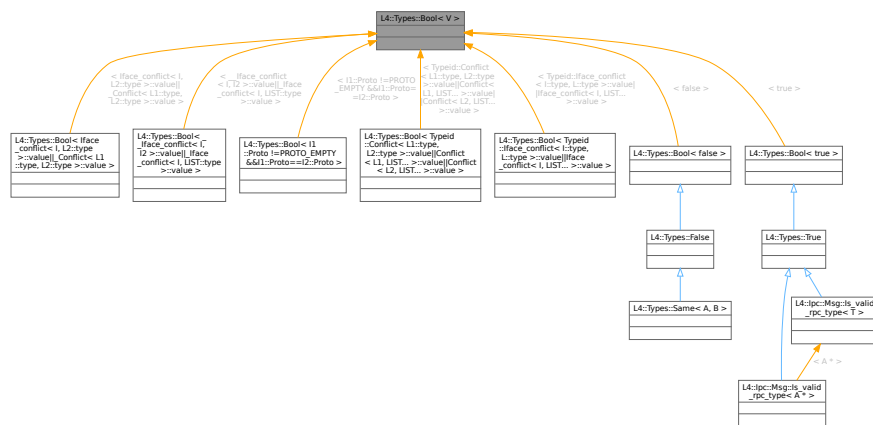 L4::Types::Bool< V >
< Iface_conflict< I,
L2::type >::value||
_Conflict< L1::type,
L2::type >::value >
< __Iface_conflict
< I, I2 >::value||_Iface
_conflict< I, LIST::type
>::value >
< I1::Proto !=PROTO
_EMPTY &&I1::Proto=
=I2::Proto >
< Typeid::Conflict
< L1::type, L2::type
>::value||Conflict<
L1, LIST... >::value|
|Conflict< L2, LIST...
>::value >
< Typeid::Iface_conflict
< I::type, L::type >::value|
|Iface_conflict< I, LIST...
>::value >
< false >
< true >
L4::Types::Bool< Iface
_conflict< I, L2::type
>::value||_Conflict< L1
::type, L2::type >::value >
L4::Types::Bool< _
_Iface_conflict< I,
I2 >::value||_Iface
_conflict< I, LIST::type
>::value >
L4::Types::Bool< I1
::Proto !=PROTO_EMPTY
&&I1::Proto==I2::Proto >
L4::Types::Bool< Typeid
::Conflict< L1::type,
L2::type >::value||Conflict
< L1, LIST... >::value||Conflict
< L2, LIST... >::value >
L4::Types::Bool< Typeid
::Iface_conflict< I::type,
L::type >::value||Iface
_conflict< I, LIST... >::value >
L4::Types::Bool< false >
L4::Types::Bool< true >
L4::Types::False
L4::Types::True
L4::Types::Same< A, B >
L4::Ipc::Msg::Is_valid
_rpc_type< T >
< A * >
L4::Ipc::Msg::Is_valid
_rpc_type< A * >